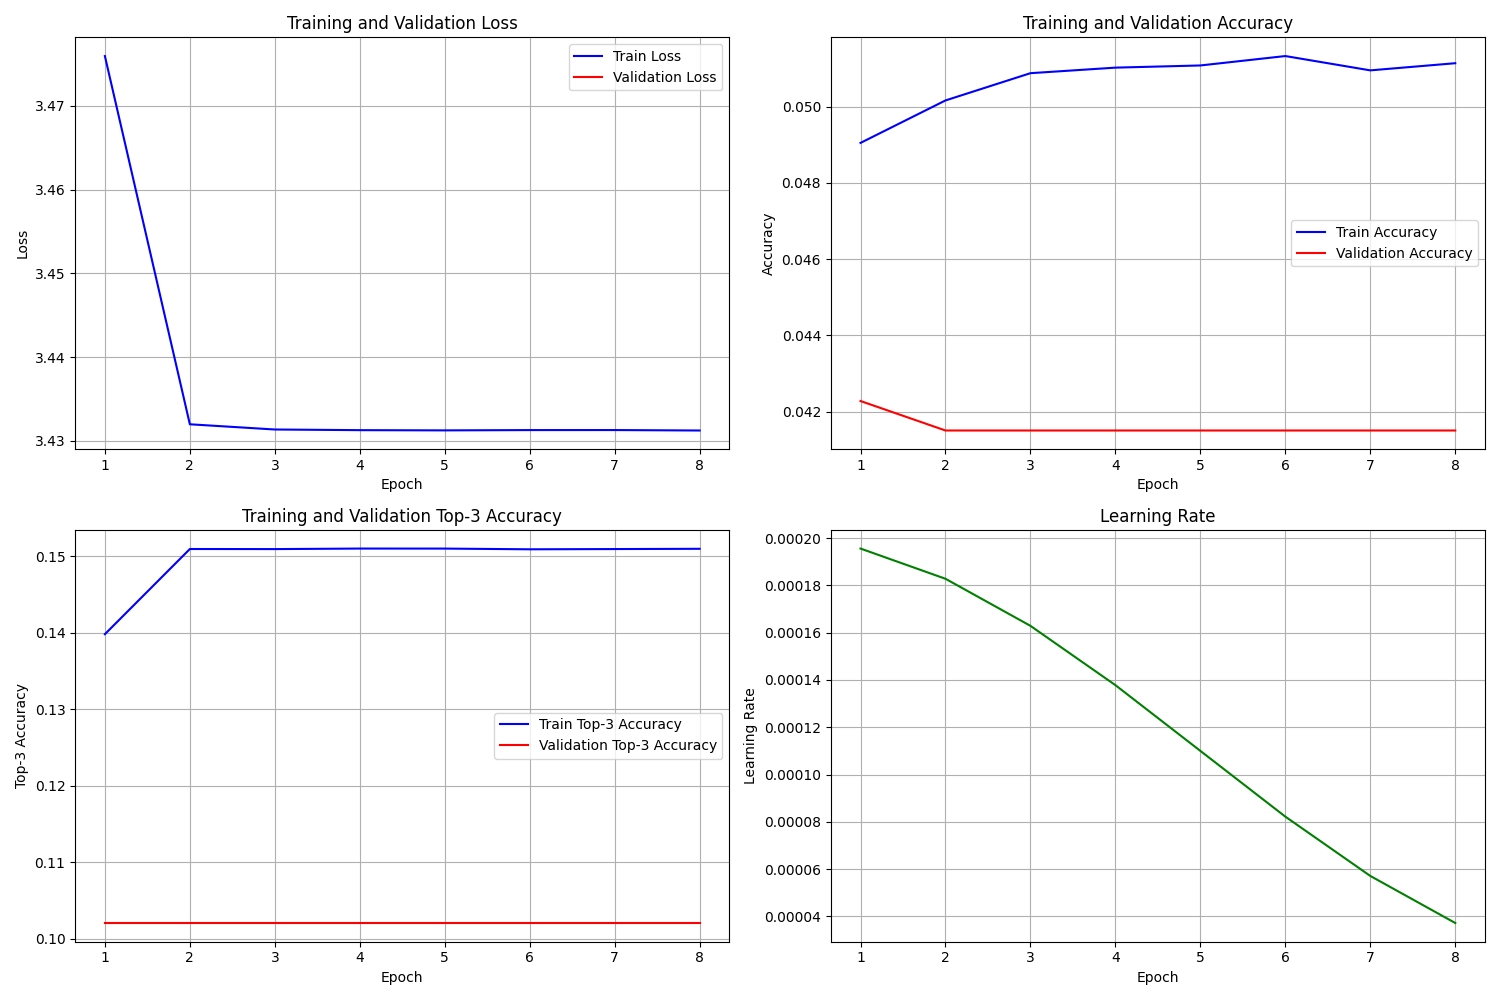 Training and Validation Loss
Train Loss
Validation Loss
3.47
3.46
3.45
3.44
3.43
Loss
1 2 3 4 5 6 7 8
Epoch
Training and Validation Accuracy
Train Accuracy
Validation Accuracy
0.050
0.048
0.046
0.044
0.042
Accuracy
1 2 3 4 5 6 7 8
Epoch
Training and Validation Top-3 Accuracy
Train Top-3 Accuracy
Validation Top-3 Accuracy
0.15
0.14
0.13
0.12
0.11
0.10
Top-3 Accuracy
1 2 3 4 5 6 7 8
Epoch
Learning Rate
0.00020
0.00018
0.00016
0.00014
0.00012
0.00010
0.00008
0.00006
0.00004
Learning Rate
1 2 3 4 5 6 7 8
Epoch